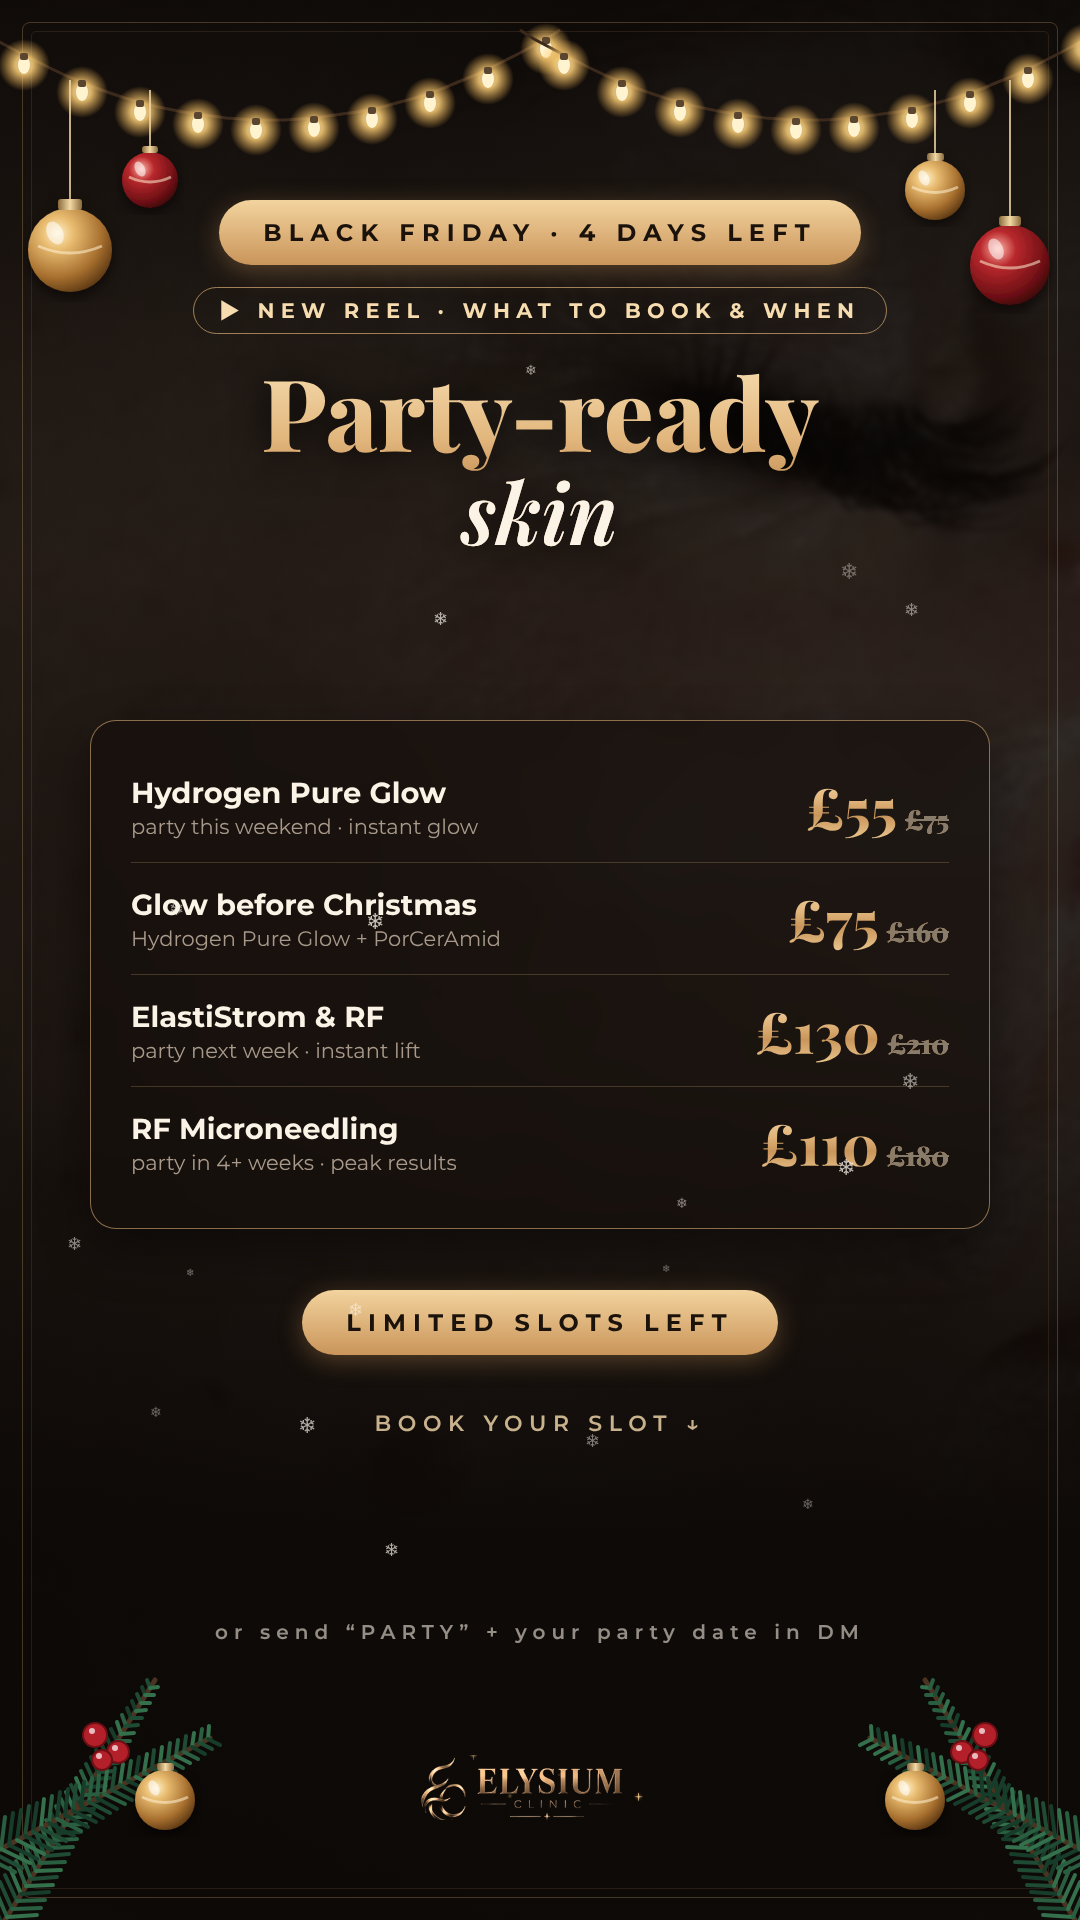 BLACK FRIDAY · 4 DAYS LEFT
▶ NEW REEL · WHAT TO BOOK & WHEN
Party-ready
skin
Hydrogen Pure Glow
party this weekend · instant glow
£55 £75
Glow before Christmas
Hydrogen Pure Glow + PorCerAmid
£75 £160
ElastiStrom & RF
party next week · instant lift
£130 £210
RF Microneedling
party in 4+ weeks · peak results
£110 £180
LIMITED SLOTS LEFT
BOOK YOUR SLOT ↓
or send “PARTY” + your party date in DM
ELYSIUM
CLINIC